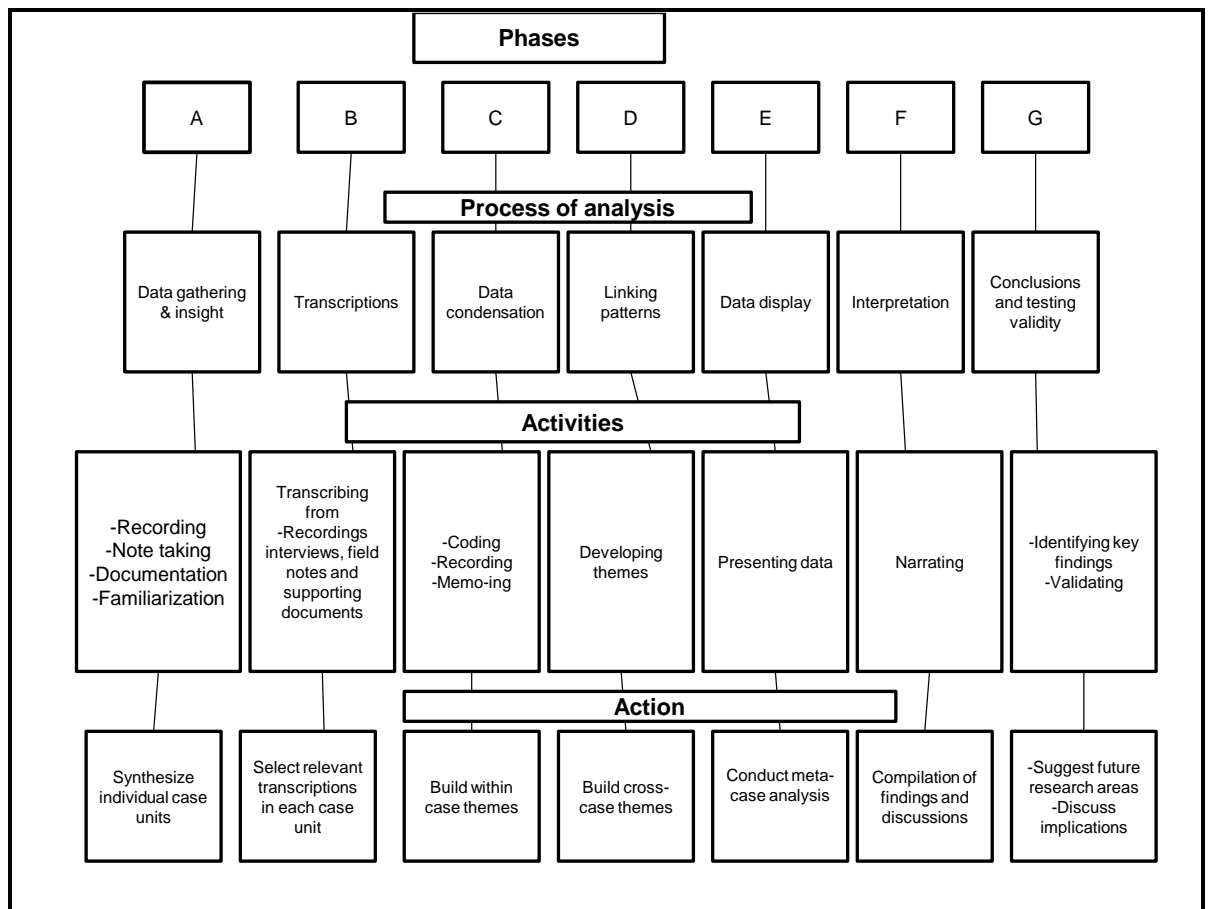 Phases
A
B
C
D
E
F
G
Process of analysis
Data gathering
& insight
Transcriptions
Data
condensation
Linking
patterns
Data display
Interpretation
Conclusions
and testing
validity
Activities
-Recording
-Note taking
-Documentation
-Familiarization
Transcribing
from
-Recordings
interviews, field
notes and
supporting
documents
-Coding
-Recording
-Memo-ing
Developing
themes
Presenting data
Narrating
-Identifying key
findings
-Validating
Action
Synthesize
individual case
units
Select relevant
transcriptions
in each case
unit
Build within
case themes
Build cross-
case themes
Conduct meta-
case analysis
Compilation of
findings and
discussions
-Suggest future
research areas
-Discuss
implications